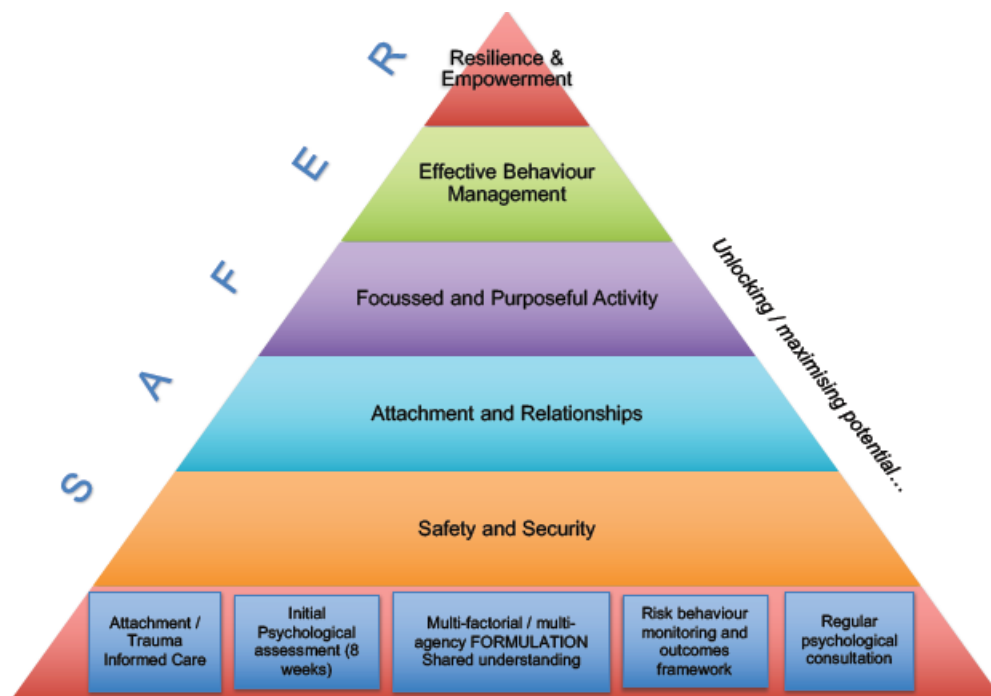 R
Resilience &
Empowerment
E
Effective Behaviour
Management
F
Focussed and Purposeful Activity
Unlocking / maximising potential...
A
Attachment and Relationships
S
Safety and Security
Attachment /
Trauma
Informed Care
Initial
Psychological
assessment (8
weeks)
Multi-factorial / multi-
agency FORMULATION
Shared understanding
Risk behaviour
monitoring and
outcomes
framework
Regular
psychological
consultation